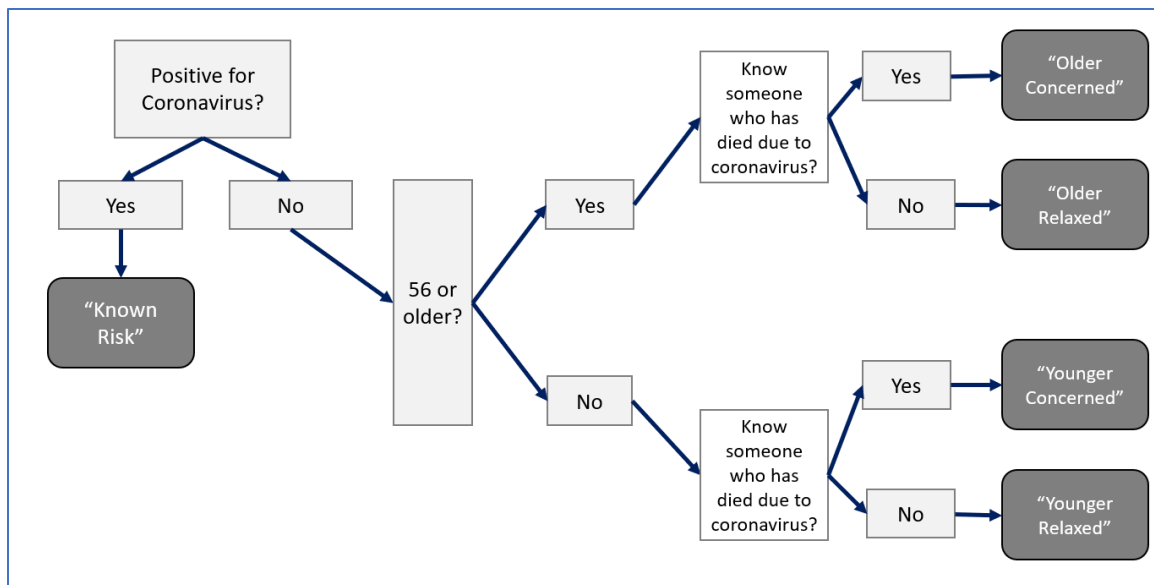 Positive for
Coronavirus?
Yes
No
“Known
Risk”
56 or
older?
Yes
No
Know
someone
who has
died due to
coronavirus?
Yes
No
“Older
Concerned”
“Older
Relaxed”
Know
someone
who has
died due to
coronavirus?
Yes
No
“Younger
Concerned”
“Younger
Relaxed”